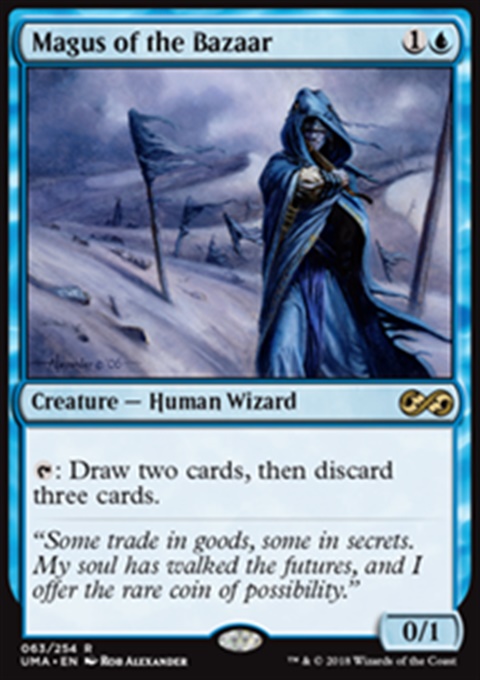 Magus of the Bazaar 1
Alexander © '06
Creature — Human Wizard
: Draw two cards, then discard
three cards.
“Some trade in goods, some in secrets.
My soul has walked the futures, and I
offer the rare coin of possibility.”
0/1
063/254 R
UMA • EN Rob Alexander
™ & © 2018 Wizards of the Coast